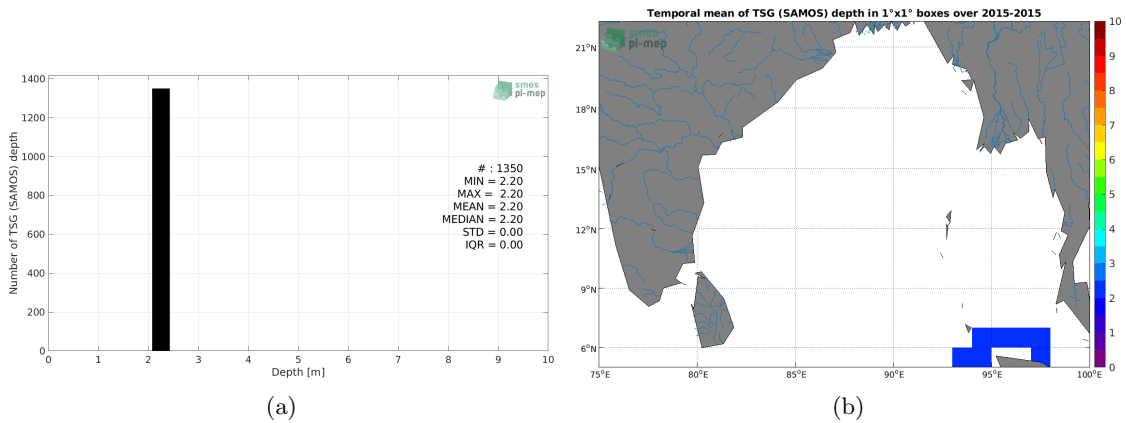 Temporal mean of TSG (SAMOS) depth in 1°x1° boxes over 2015-2015
1400
1200
1000
800
600
400
200
0
Number of TSG (SAMOS) depth
smos
pi-mep
# : 1350
MIN = 2.20
MAX = 2.20
MEAN = 2.20
MEDIAN = 2.20
STD = 0.00
IQR = 0.00
0 1 2 3 4 5 6 7 8 9 10
Depth [m]
(a)
smos
pi-mep
21°N
18°N
15°N
12°N
9°N
6°N
75°E 80°E 85°E 90°E 95°E 100°E
10
9
8
7
6
5
4
3
2
1
0
(b)